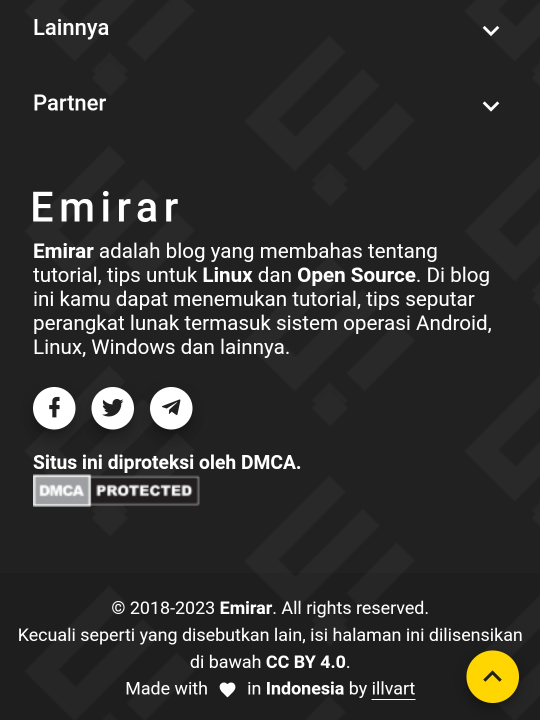 Lainnya
Partner
Emirar
Emirar adalah blog yang membahas tentang
tutorial, tips untuk Linux dan Open Source. Di blog
ini kamu dapat menemukan tutorial, tips seputar
perangkat lunak termasuk sistem operasi Android,
Linux, Windows dan lainnya.
Situs ini diproteksi oleh DMCA.
DMCA PROTECTED
© 2018-2023 Emirar. All rights reserved.
Kecuali seperti yang disebutkan lain, isi halaman ini dilisensikan
di bawah CC BY 4.0.
Made with ♥ in Indonesia by illvart